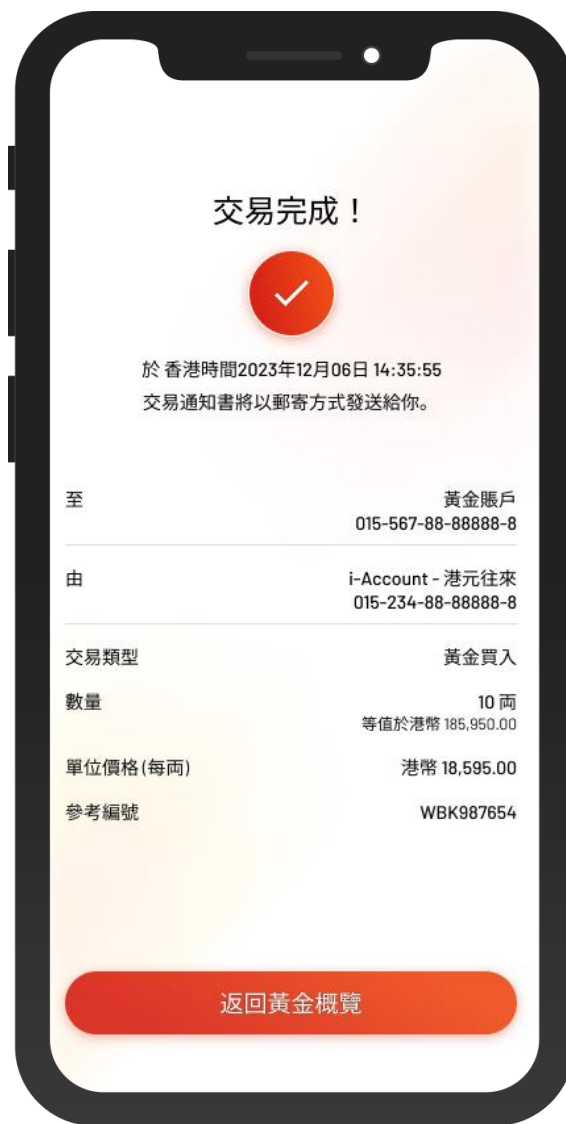 交易完成！
於 香港時間2023年12月06日 14:35:55
交易通知書將以郵寄方式發送給你。
至
黃金賬戶
015-567-88-88888-8
由
i-Account - 港元往來
015-234-88-88888-8
交易類型
黃金買入
數量
10 両
等值於港幣 185,950.00
單位價格 (每両)
港幣 18,595.00
參考編號
WBK987654
返回黃金概覽